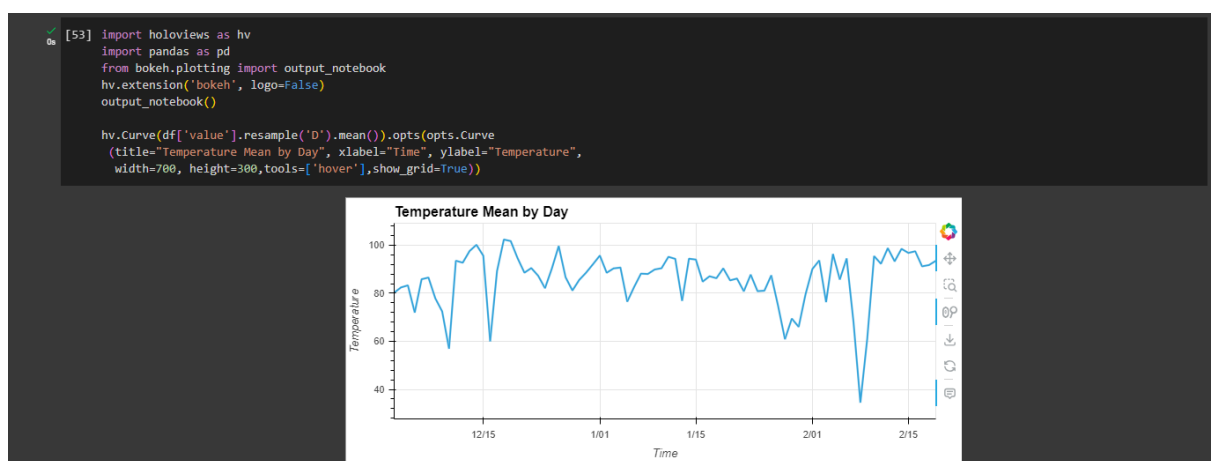 [53] import holoviews as hv
import pandas as pd
from bokeh.plotting import output_notebook
hv.extension('bokeh', logo=False)
output_notebook()
hv.Curve(df['value'].resample('D').mean()).opts(opts.Curve
(title="Temperature Mean by Day", xlabel="Time", ylabel="Temperature",
width=700, height=300,tools=['hover'],show_grid=True))
0s
Temperature Mean by Day
100
80
60
40
Temperature
12/15 1/01 1/15 2/01 2/15
Time